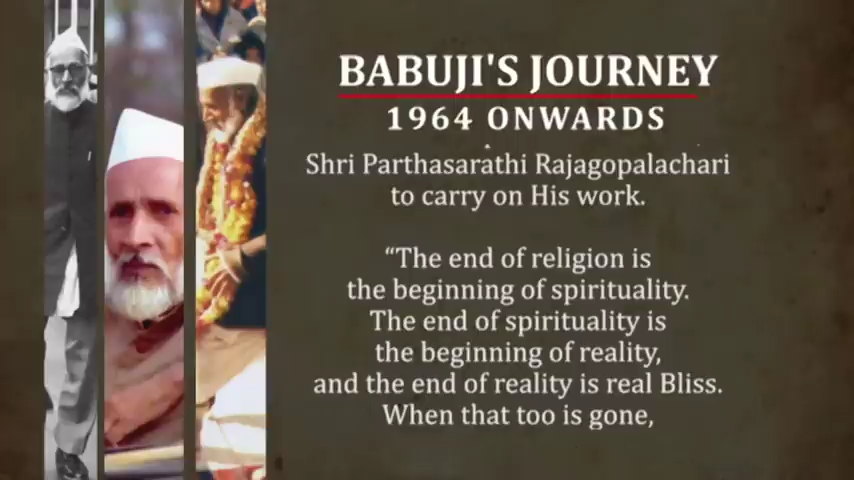 BABUJI'S JOURNEY
1964 ONWARDS
Shri Parthasarathi Rajagopalachari
to carry on His work.
“The end of religion is
the beginning of spirituality.
The end of spirituality is
the beginning of reality,
and the end of reality is real Bliss.
When that too is gone,